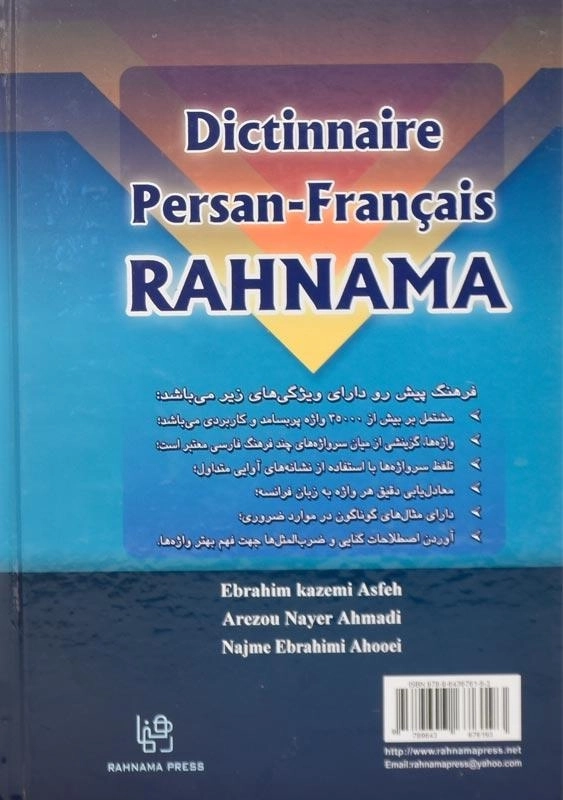 Dictinnaire
Persan-Français
RAHNAMA
فرهنگ پیش رو دارای ویژگی‌های زیر می‌باشد:
مشتمل بر بیش از ۳۵۰۰۰ واژه پربسامد و کاربردی می‌باشد؛
واژه‌ها، گزینشی از میان سرواژه‌های چند فرهنگ فارسی معتبر است؛
تلفظ سرواژه‌ها با استفاده از نشانه‌های آوایی متداول؛
معادل‌یابی دقیق هر واژه به زبان فرانسه؛
دارای مثال‌های گوناگون در موارد ضروری؛
آوردن اصطلاحات کنایی و ضرب‌المثل‌ها جهت فهم بهتر واژه‌ها.
Ebrahim kazemi Asfeh
Arezou Nayer Ahmadi
Najme Ebrahimi Ahooei
رهنما
RAHNAMA PRESS
http://www.rahnamapress.net
Email:rahnamapress@yahoo.com